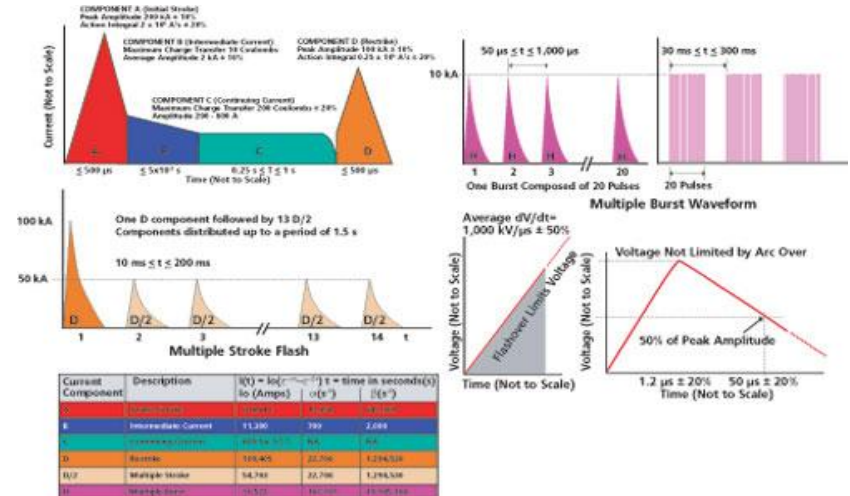 COMPONENT A (Initial Stroke)
Peak Amplitude 200 kA ± 10%
Action Integral 2 x 10⁶ A²s ± 20%
COMPONENT B (Intermediate Current)
Maximum Charge Transfer 10 Coulombs
Average Amplitude 2 kA ± 10%
COMPONENT D (Restrike)
Peak Amplitude 100 kA ± 10%
Action Integral 0.25 x 10⁶ A²s ± 20%
COMPONENT C (Continuing Current)
Maximum Charge Transfer 200 Coulombs ± 20%
Amplitude 200 - 800 A
Current (Not to Scale)
A
C
D
≤ 500 μs
≤ 5x10⁻³ s
0.25 s ≤ T ≤ 1 s
≤ 500 μs
Time (Not to Scale)
50 μs ≤ t ≤ 1,000 μs
30 ms ≤ t ≤ 300 ms
10 kA
H
H
H
H
1
2
3
//
20
20 Pulses
One Burst Composed of 20 Pulses
Multiple Burst Waveform
100 kA
One D component followed by 13 D/2
Components distributed up to a period of 1.5 s
10 ms ≤ t ≤ 200 ms
50 kA
D
D/2
D/2
D/2
D/2
1
2
3
//
13
14
t
Multiple Stroke Flash
Average dV/dt=
1,000 kV/μs ± 50%
Voltage (Not to Scale)
Flashover Limits Voltage
Time (Not to Scale)
Voltage Not Limited by Arc Over
Voltage (Not to Scale)
50% of Peak Amplitude
1.2 μs ± 20%
50 μs ± 20%
Time (Not to Scale)
Current Component
Description
t = time in seconds(s)
Io (Amps)
α(s⁻¹)
β(s⁻¹)
B
Intermediate Current
11,300
700
2,000
D
Restrike
109,405
22,708
1,294,530
D/2
Multiple Stroke
54,703
22,708
1,294,530
Multiple Burst